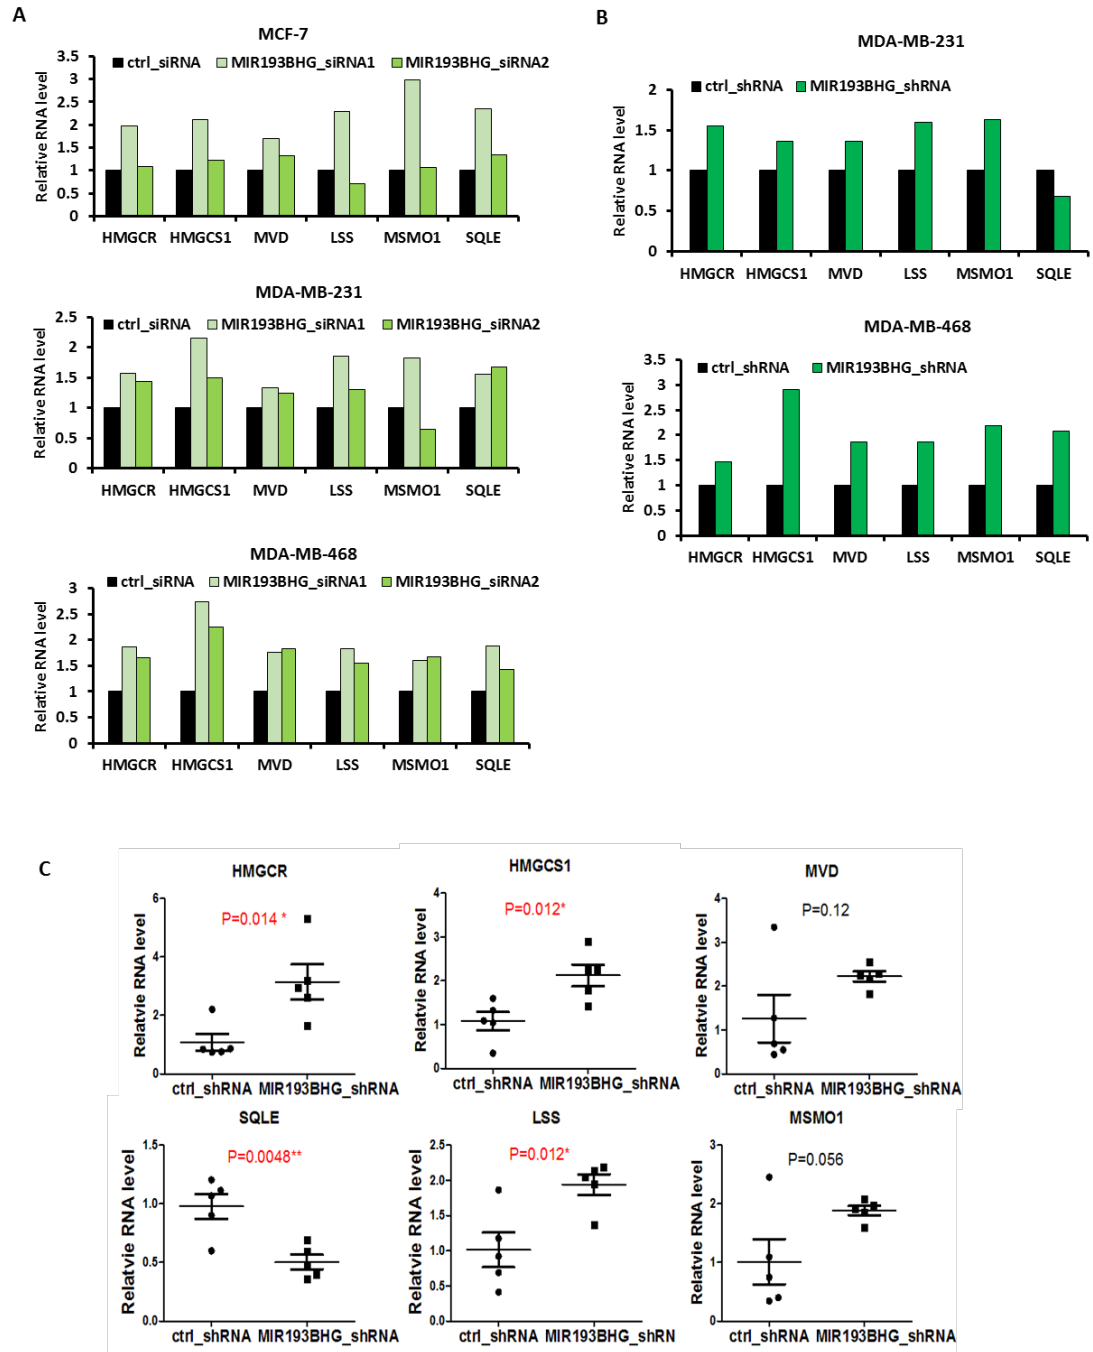 A
MCF-7
ctrl_siRNA MIR193BHG_siRNA1 MIR193BHG_siRNA2
Relative RNA level
3.5
3
2.5
2
1.5
1
0.5
0
HMGCR HMGCS1 MVD LSS MSMO1 SQLE
MDA-MB-231
ctrl_siRNA MIR193BHG_siRNA1 MIR193BHG_siRNA2
Relative RNA level
2.5
2
1.5
1
0.5
0
HMGCR HMGCS1 MVD LSS MSMO1 SQLE
MDA-MB-468
ctrl_siRNA MIR193BHG_siRNA1 MIR193BHG_siRNA2
Relative RNA level
3
2.5
2
1.5
1
0.5
0
HMGCR HMGCS1 MVD LSS MSMO1 SQLE
B
MDA-MB-231
ctrl_shRNA MIR193BHG_shRNA
Relative RNA level
2
1.5
1
0.5
0
HMGCR HMGCS1 MVD LSS MSMO1 SQLE
MDA-MB-468
ctrl_shRNA MIR193BHG_shRNA
Relative RNA level
3.5
3
2.5
2
1.5
1
0.5
0
HMGCR HMGCS1 MVD LSS MSMO1 SQLE
C
HMGCR
P=0.014 *
Relatvie RNA level
6
4
2
0
ctrl_shRNA MIR193BHG_shRNA
HMGCS1
P=0.012*
Relatvie RNA level
4
3
2
1
0
ctrl_shRNA MIR193BHG_shRNA
MVD
P=0.12
Relatvie RNA level
4
3
2
1
0
ctrl_shRNA MIR193BHG_shRNA
SQLE
P=0.0048**
Relatvie RNA level
1.5
1.0
0.5
0.0
ctrl_shRNA MIR193BHG_shRNA
LSS
P=0.012*
Relatvie RNA level
2.5
2.0
1.5
1.0
0.5
0.0
ctrl_shRNA MIR193BHG_shRN
MSMO1
P=0.056
Relatvie RNA level
3
2
1
0
ctrl_shRNA MIR193BHG_shRNA